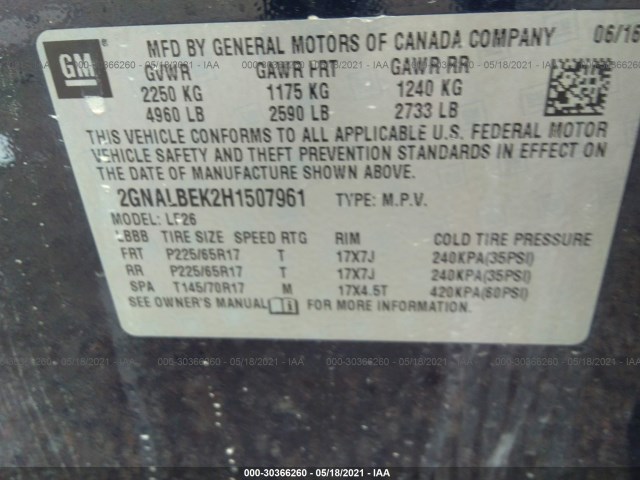 GM
MFD BY GENERAL MOTORS OF CANADA COMPANY 06/16
GVWR GAWR FRT GAWR RR
2250 KG 1175 KG 1240 KG
4960 LB 2590 LB 2733 LB
THIS VEHICLE CONFORMS TO ALL APPLICABLE U.S. FEDERAL MOTOR
VEHICLE SAFETY AND THEFT PREVENTION STANDARDS IN EFFECT ON
THE DATE OF MANUFACTURE SHOWN ABOVE.
2GNALBEK2H1507961 TYPE: M.P.V.
MODEL: LF26
LBBB TIRE SIZE SPEED RTG RIM COLD TIRE PRESSURE
FRT P225/65R17 T 17X7J 240KPA(35PSI)
RR P225/65R17 T 17X7J 240KPA(35PSI)
SPA T145/70R17 M 17X4.5T 420KPA(60PSI)
SEE OWNER'S MANUAL FOR MORE INFORMATION.
000-30366260 - 05/18/2021 - IAA